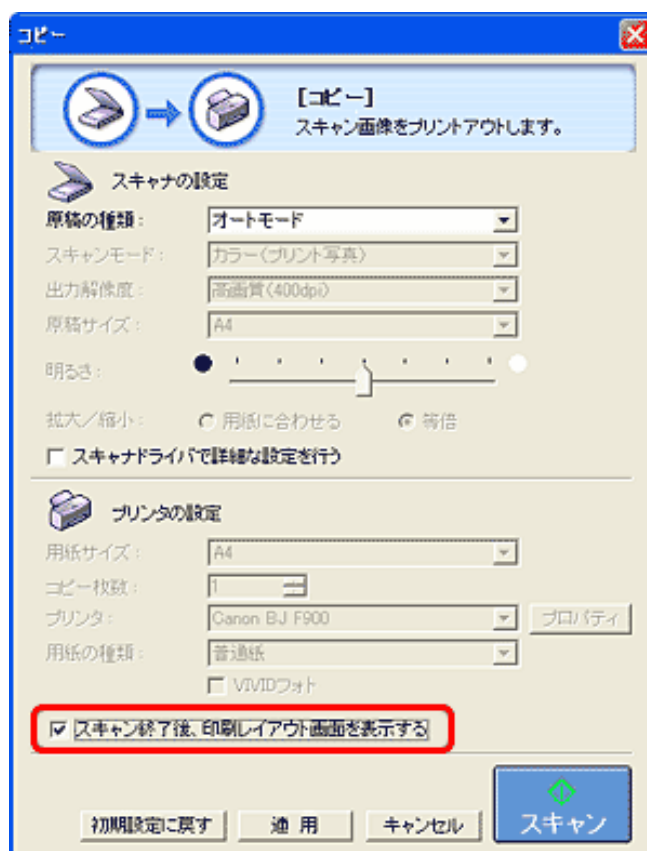 コピー
[コピー]
スキャン画像をプリントアウトします。
スキャナの設定
原稿の種類： オートモード
スキャンモード： カラー(プリント写真)
出力解像度： 高画質(400dpi)
原稿サイズ： A4
明るさ：
拡大／縮小： 用紙に合わせる 等倍
スキャナドライバで詳細な設定を行う
プリンタの設定
用紙サイズ： A4
コピー枚数： 1
プリンタ： Canon BJ F900 プロパティ
用紙の種類： 普通紙
VIVIDフォト
スキャン終了後、印刷レイアウト画面を表示する
初期設定に戻す 適用 キャンセル スキャン